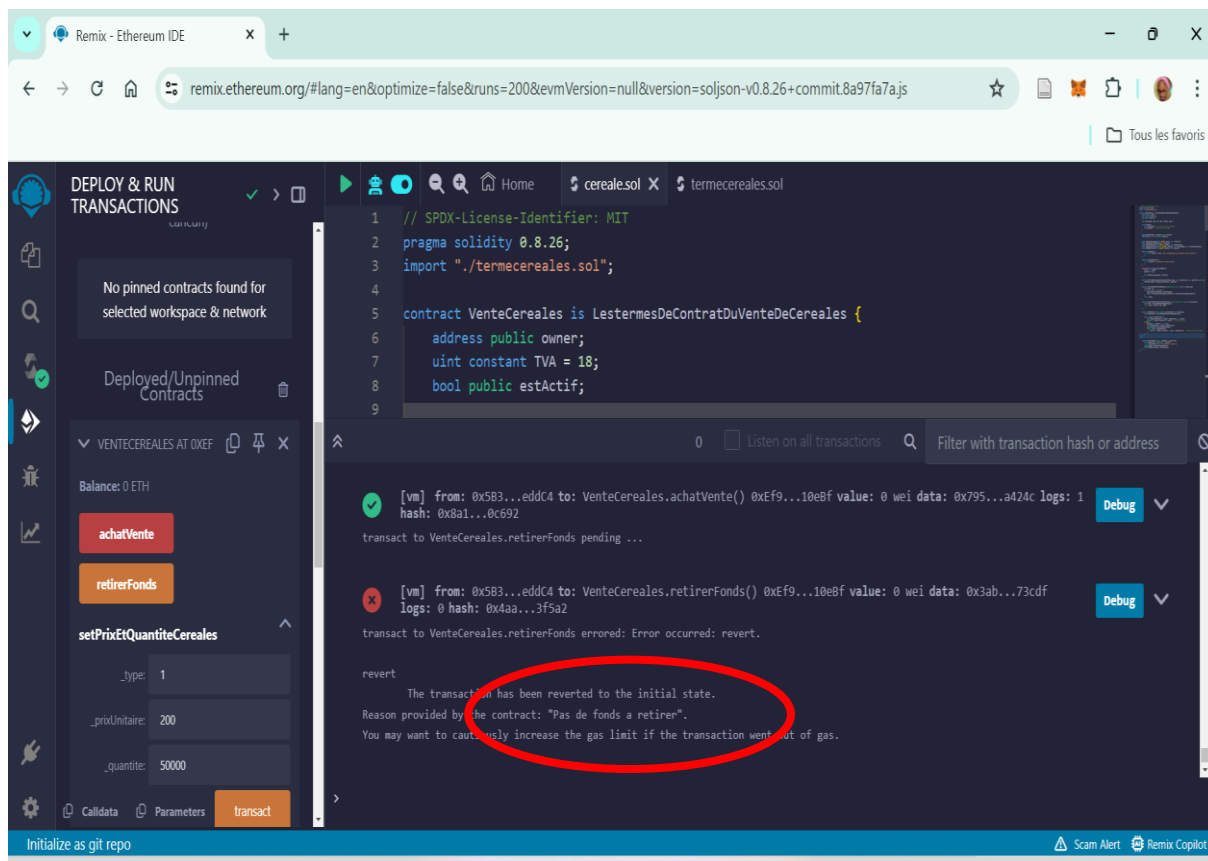 Remix - Ethereum IDE
remix.ethereum.org/#lang=en&optimize=false&runs=200&evmVersion=null&version=soljson-v0.8.26+commit.8a97fa7a.js
Tous les favoris
DEPLOY & RUN
TRANSACTIONS
cancun)
No pinned contracts found for
selected workspace & network
Deployed/Unpinned
Contracts
VENTECEREALES AT 0XEF
Balance: 0 ETH
achatVente
retirerFonds
setPrixEtQuantiteCereales
_type: 1
_prixUnitaire: 200
_quantite: 50000
Calldata Parameters transact
Home cereale.sol X termecereales.sol
1 // SPDX-License-Identifier: MIT
2 pragma solidity 0.8.26;
3 import "./termecereales.sol";
4
5 contract VenteCereales is LestermesDeContratDuVenteDeCereales {
6 address public owner;
7 uint constant TVA = 18;
8 bool public estActif;
9
0 Listen on all transactions Filter with transaction hash or address
[vm] from: 0x5B3...eddC4 to: VenteCereales.achatVente() 0xEf9...10eBf value: 0 wei data: 0x795...a424c logs: 1
hash: 0x8a1...0c692
Debug
transact to VenteCereales.retirerFonds pending ...
[vm] from: 0x5B3...eddC4 to: VenteCereales.retirerFonds() 0xEf9...10eBf value: 0 wei data: 0x3ab...73cdf
logs: 0 hash: 0x4aa...3f5a2
Debug
transact to VenteCereales.retirerFonds errored: Error occurred: revert.
revert
The transaction has been reverted to the initial state.
Reason provided by the contract: "Pas de fonds a retirer".
You may want to cautiously increase the gas limit if the transaction went out of gas.
>
Initialize as git repo
Scam Alert Remix Copilot